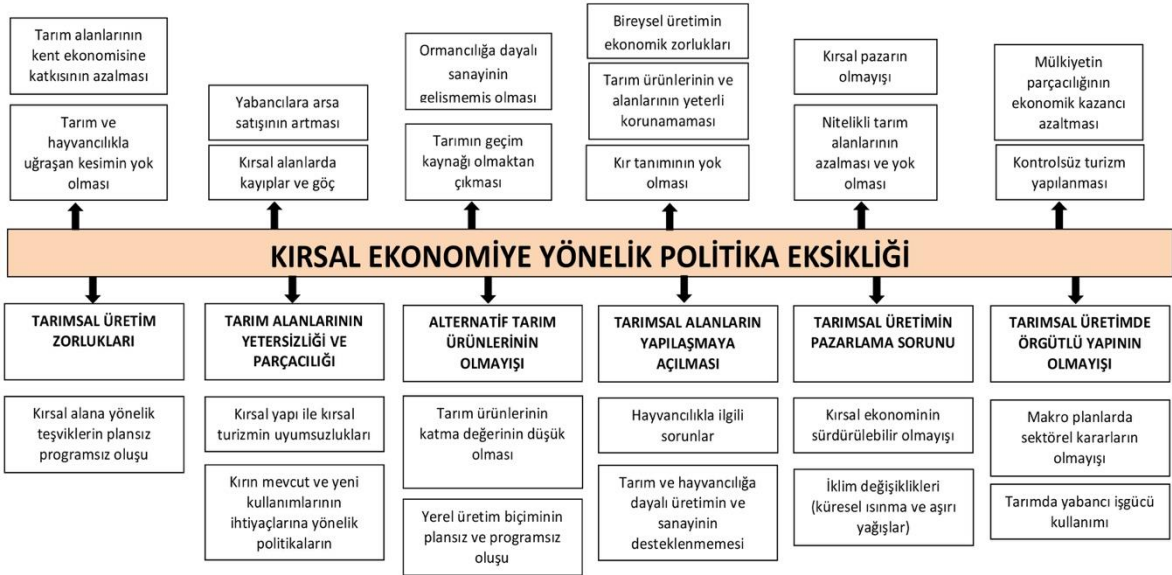 Tarım alanlarının
kent ekonomisine
katkısının azalması
Tarım ve
hayvancılıkla
uğraşan kesimin yok
olması
Yabancılara arsa
satışının artması
Kırsal alanlarda
kayıplar ve göç
Ormancılığa dayalı
sanayinin
gelişmemiş olması
Tarımın geçim
kaynağı olmaktan
çıkması
Bireysel üretimin
ekonomik zorlukları
Tarım ürünlerinin ve
alanlarının yeterli
korunamaması
Kır tanımının yok
olması
Kırsal pazarın
olmayışı
Nitelikli tarım
alanlarının
azalması ve yok
olması
Mülkiyetin
parçacılığının
ekonomik kazancı
azaltması
Kontrolsüz turizm
yapılanması
KIRSAL EKONOMİYE YÖNELİK POLİTİKA EKSİKLİĞİ
TARIMSAL ÜRETİM
ZORLUKLARI
TARIM ALANLARININ
YETERSİZLİĞİ VE
PARÇACILIĞI
ALTERNATİF TARIM
ÜRÜNLERİNİN
OLMAYIŞI
TARIMSAL ALANLARIN
YAPILAŞMAYA
AÇILMASI
TARIMSAL ÜRETİMİN
PAZARLAMA SORUNU
TARIMSAL ÜRETİMDE
ÖRGÜTLÜ YAPININ
OLMAYIŞI
Kırsal alana yönelik
teşviklerin plansız
programsız oluşu
Kırsal yapı ile kırsal
turizmin uyumsuzlukları
Kırın mevcut ve yeni
kullanımlarının
ihtiyaçlarına yönelik
politikaların
Tarım ürünlerinin
katma değerinin düşük
olması
Yerel üretim biçiminin
plansız ve programsız
oluşu
Hayvancılıkla ilgili
sorunlar
Tarım ve hayvancılığa
dayalı üretimin ve
sanayinin
desteklenmemesi
Kırsal ekonominin
sürdürülebilir olmayışı
İklim değişiklikleri
(küresel ısınma ve aşırı
yağışlar)
Makro planlarda
sektörel kararların
olmayışı
Tarımda yabancı işgücü
kullanımı